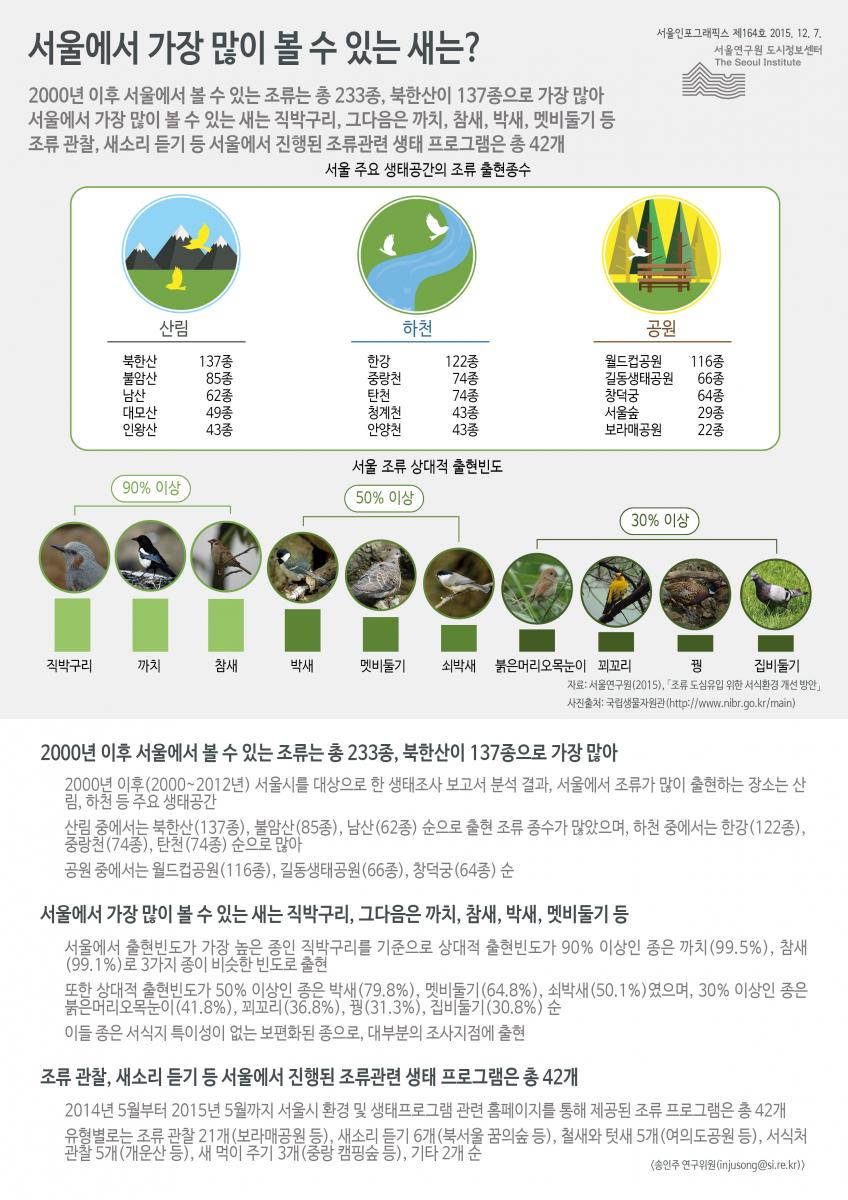 서울에서 가장 많이 볼 수 있는 새는?
서울인포그래픽스 제164호 2015. 12. 7.
서울연구원 도시정보센터
The Seoul Institute
2000년 이후 서울에서 볼 수 있는 조류는 총 233종, 북한산이 137종으로 가장 많아
서울에서 가장 많이 볼 수 있는 새는 직박구리, 그다음은 까치, 참새, 박새, 멧비둘기 등
조류 관찰, 새소리 듣기 등 서울에서 진행된 조류관련 생태 프로그램은 총 42개
서울 주요 생태공간의 조류 출현종수
산림
북한산 137종
불암산 85종
남산 62종
대모산 49종
인왕산 43종
하천
한강 122종
중랑천 74종
탄천 74종
청계천 43종
안양천 43종
공원
월드컵공원 116종
길동생태공원 66종
창덕궁 64종
서울숲 29종
보라매공원 22종
서울 조류 상대적 출현빈도
90% 이상
50% 이상
30% 이상
직박구리 까치 참새 박새 멧비둘기 쇠박새 붉은머리오목눈이 꾀꼬리 꿩 집비둘기
자료: 서울연구원(2015), 「조류 도심유입 위한 서식환경 개선 방안」
사진출처: 국립생물자원관(http://www.nibr.go.kr/main)
2000년 이후 서울에서 볼 수 있는 조류는 총 233종, 북한산이 137종으로 가장 많아
2000년 이후(2000~2012년) 서울시를 대상으로 한 생태조사 보고서 분석 결과, 서울에서 조류가 많이 출현하는 장소는 산
림, 하천 등 주요 생태공간
산림 중에서는 북한산(137종), 불암산(85종), 남산(62종) 순으로 출현 조류 종수가 많았으며, 하천 중에서는 한강(122종),
중랑천(74종), 탄천(74종) 순으로 많아
공원 중에서는 월드컵공원(116종), 길동생태공원(66종), 창덕궁(64종) 순
서울에서 가장 많이 볼 수 있는 새는 직박구리, 그다음은 까치, 참새, 박새, 멧비둘기 등
서울에서 출현빈도가 가장 높은 종인 직박구리를 기준으로 상대적 출현빈도가 90% 이상인 종은 까치(99.5%), 참새
(99.1%)로 3가지 종이 비슷한 빈도로 출현
또한 상대적 출현빈도가 50% 이상인 종은 박새(79.8%), 멧비둘기(64.8%), 쇠박새(50.1%)였으며, 30% 이상인 종은
붉은머리오목눈이(41.8%), 꾀꼬리(36.8%), 꿩(31.3%), 집비둘기(30.8%) 순
이들 종은 서식지 특이성이 없는 보편화된 종으로, 대부분의 조사지점에 출현
조류 관찰, 새소리 듣기 등 서울에서 진행된 조류관련 생태 프로그램은 총 42개
2014년 5월부터 2015년 5월까지 서울시 환경 및 생태프로그램 관련 홈페이지를 통해 제공된 조류 프로그램은 총 42개
유형별로는 조류 관찰 21개(보라매공원 등), 새소리 듣기 6개(북서울 꿈의숲 등), 철새와 텃새 5개(여의도공원 등), 서식처
관찰 5개(개운산 등), 새 먹이 주기 3개(중랑 캠핑숲 등), 기타 2개 순
〈송인주 연구위원(injusong@si.re.kr)〉